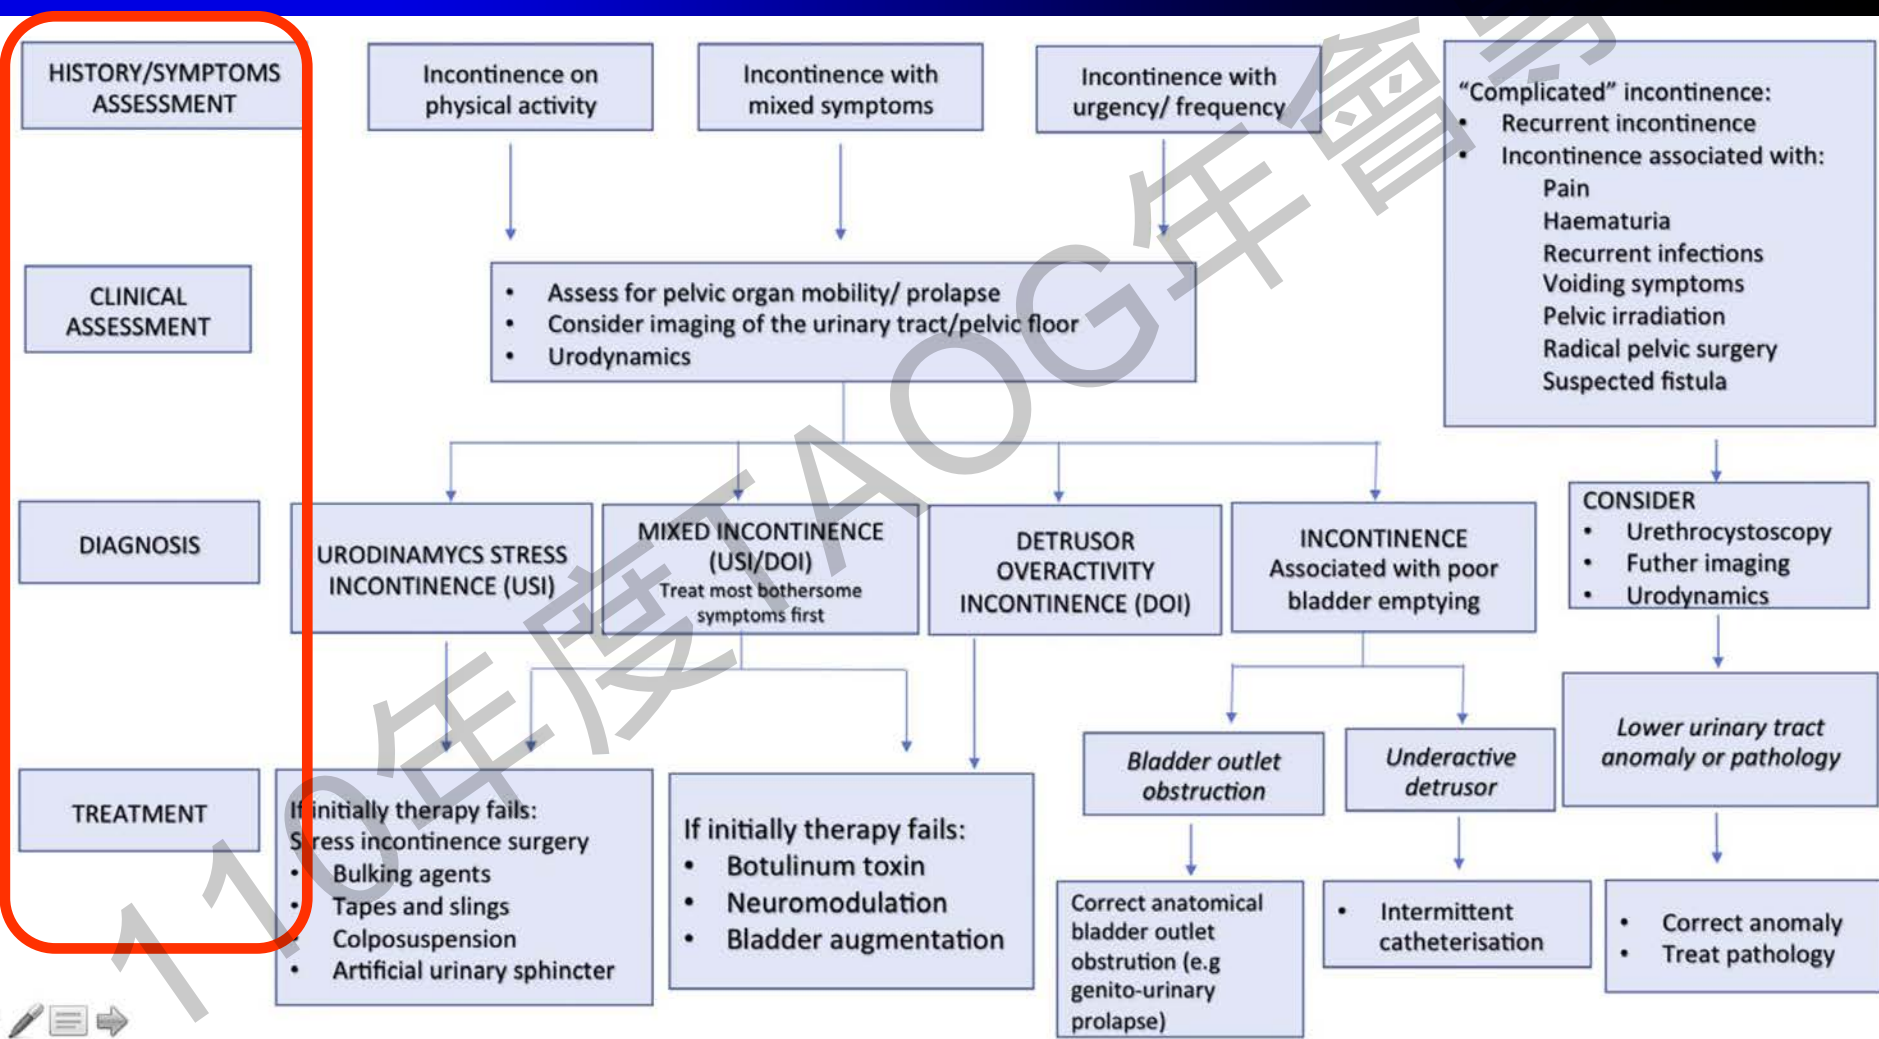 HISTORY/SYMPTOMS
ASSESSMENT
Incontinence on
physical activity
Incontinence with
mixed symptoms
Incontinence with
urgency/ frequency
“Complicated” incontinence:
• Recurrent incontinence
• Incontinence associated with:
Pain
Haematuria
Recurrent infections
Voiding symptoms
Pelvic irradiation
Radical pelvic surgery
Suspected fistula
CLINICAL
ASSESSMENT
• Assess for pelvic organ mobility/ prolapse
• Consider imaging of the urinary tract/pelvic floor
• Urodynamics
DIAGNOSIS
URODINAMYCS STRESS
INCONTINENCE (USI)
MIXED INCONTINENCE
(USI/DOI)
Treat most bothersome
symptoms first
DETRUSOR
OVERACTIVITY
INCONTINENCE (DOI)
INCONTINENCE
Associated with poor
bladder emptying
CONSIDER
• Urethrocystoscopy
• Futher imaging
• Urodynamics
Bladder outlet
obstruction
Underactive
detrusor
Lower urinary tract
anomaly or pathology
TREATMENT
If initially therapy fails:
Stress incontinence surgery
• Bulking agents
• Tapes and slings
• Colposuspension
• Artificial urinary sphincter
If initially therapy fails:
• Botulinum toxin
• Neuromodulation
• Bladder augmentation
Correct anatomical
bladder outlet
obstrution (e.g
genito-urinary
prolapse)
• Intermittent
catheterisation
• Correct anomaly
• Treat pathology
110年度TAOG年會